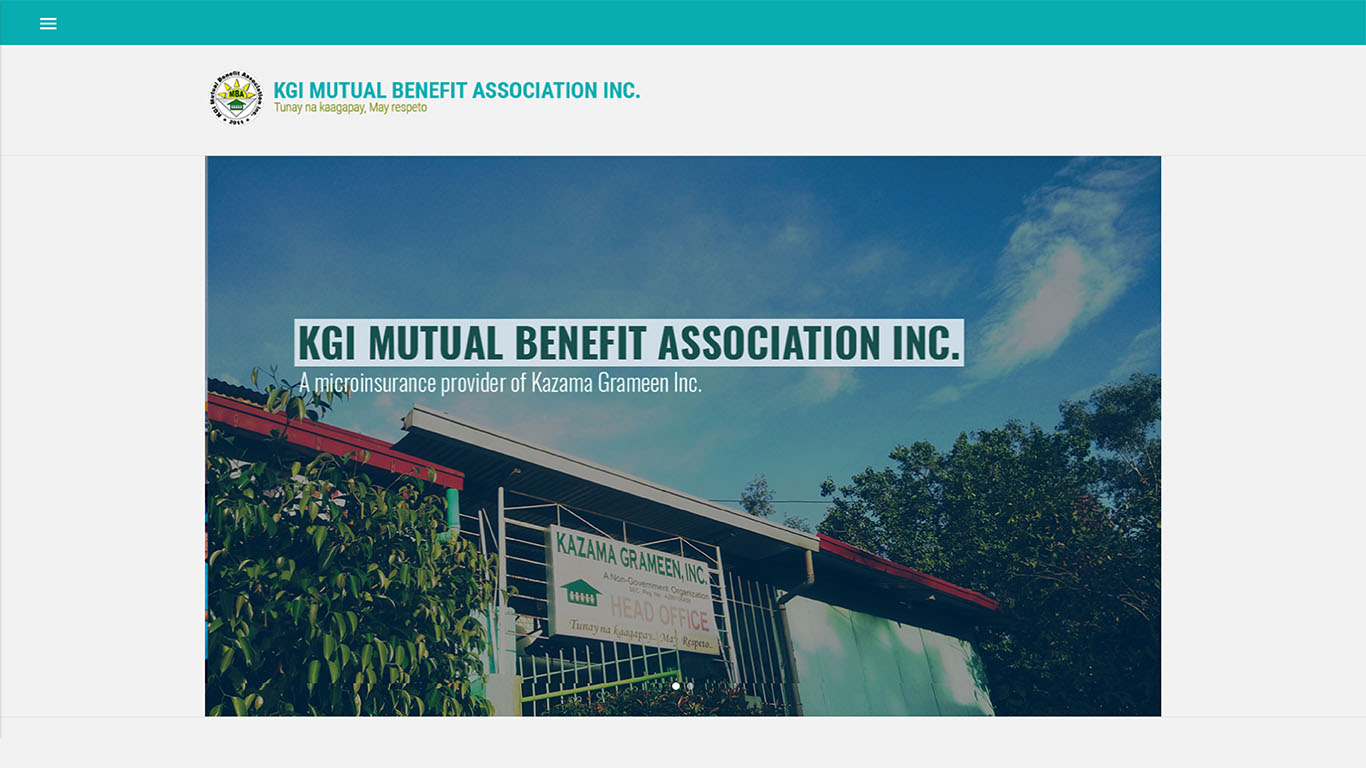 KGI Mutual Benefit Association Inc.
MBA
2011
KGI MUTUAL BENEFIT ASSOCIATION INC.
Tunay na kaagapay, May respeto
KGI MUTUAL BENEFIT ASSOCIATION INC.
A microinsurance provider of Kazama Grameen Inc.
KAZAMA GRAMEEN, INC.
A Non-Government Organization
SEC. Reg. No.
HEAD OFFICE
Tunay na kaagapay.. May Respeto..